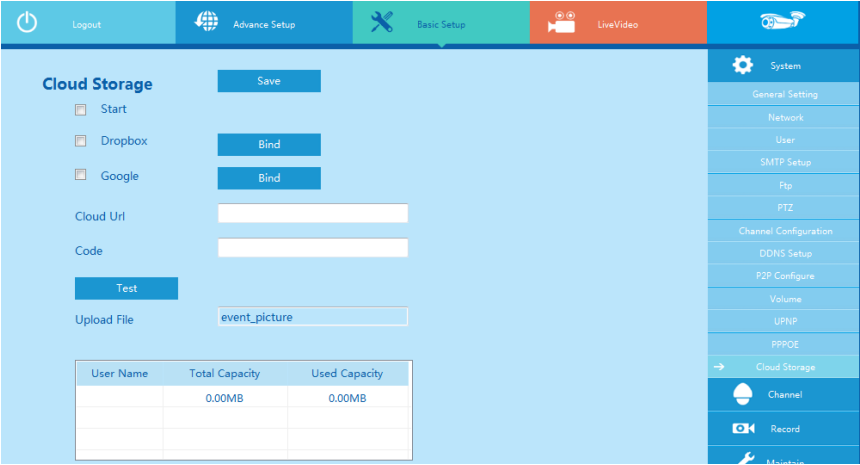 Logout
Advance Setup
Basic Setup
LiveVideo
Cloud Storage
Save
Start
Dropbox
Bind
Google
Bind
Cloud Url
Code
Test
Upload File
event_picture
User Name Total Capacity Used Capacity
0.00MB 0.00MB
System
General Setting
Network
User
SMTP Setup
Ftp
PTZ
Channel Configuration
DDNS Setup
P2P Configure
Volume
UPNP
PPPOE
Cloud Storage
Channel
Record
Maintain